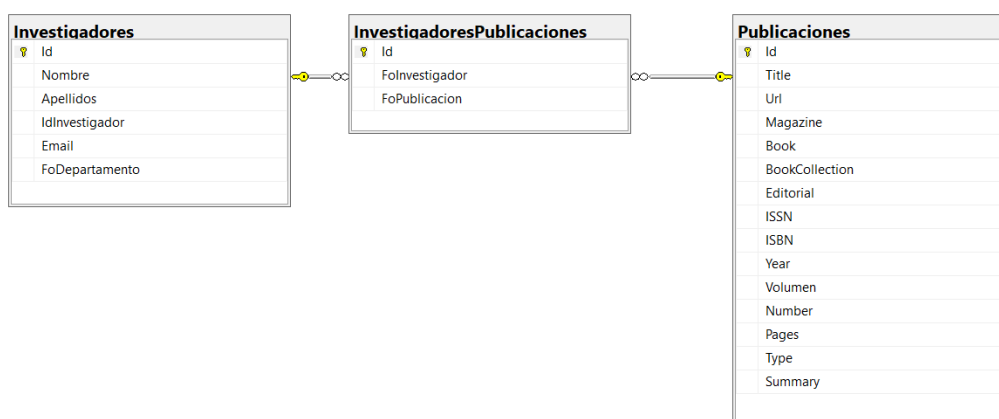 Investigadores
Id
Nombre
Apellidos
IdInvestigador
Email
FoDepartamento
InvestigadoresPublicaciones
Id
FoInvestigador
FoPublicacion
Publicaciones
Id
Title
Url
Magazine
Book
BookCollection
Editorial
ISSN
ISBN
Year
Volumen
Number
Pages
Type
Summary